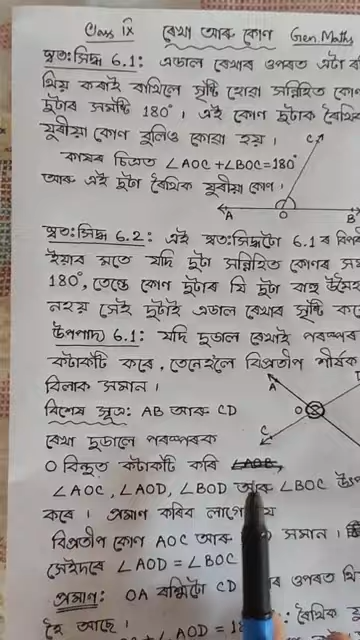 Class IX ৰেখা আৰু কোণ Gen. Maths
স্বতঃসিদ্ধ 6.1: এডাল ৰেখাৰ ওপৰত এটা
থিয় কৰাই ৰাখিলে সৃষ্টি হোৱা সন্নিহিত কোণ
দুটাৰ সমষ্টি 180°। এই কোণ দুটাক ৰৈখিক
যুৰীয়া কোণ বুলিও কোৱা হয়।
কাষৰ চিত্ৰত ∠AOC+∠BOC=180°
আৰু এই দুটা ৰৈখিক যুৰীয়া কোণ।
C
A O B
স্বতঃসিদ্ধ 6.2: এই স্বতঃসিদ্ধটো 6.1ৰ
ইয়াৰ মতে যদি দুটা সন্নিহিত কোণৰ
180°, তেন্তে কোণ দুটাৰ যি দুটা বাহু
নহয় সেই দুটাই এডাল ৰেখাৰ সৃষ্টি
উপপাদ্য 6.1: যদি দুডাল ৰেখাই পৰস্পৰ
কটাকটি কৰে, তেনেহ'লে বিপ্ৰতীপ শীৰ্ষক
বিলাক সমান।
A
O
C
বিশেষ সূত্ৰ: AB আৰু CD
ৰেখা দুডালে পৰস্পৰক
O বিন্দুত কটাকটি কৰি
∠AOC, ∠AOD, ∠BOD আৰু ∠BOC
কৰে। প্ৰমাণ কৰিব লাগে
বিপ্ৰতীপ কোণ AOC আৰু সমান।
সেইদৰে ∠AOD = ∠BOC
প্ৰমাণ: OA ৰশ্মিটো CD ওপৰত
হৈ আছে।